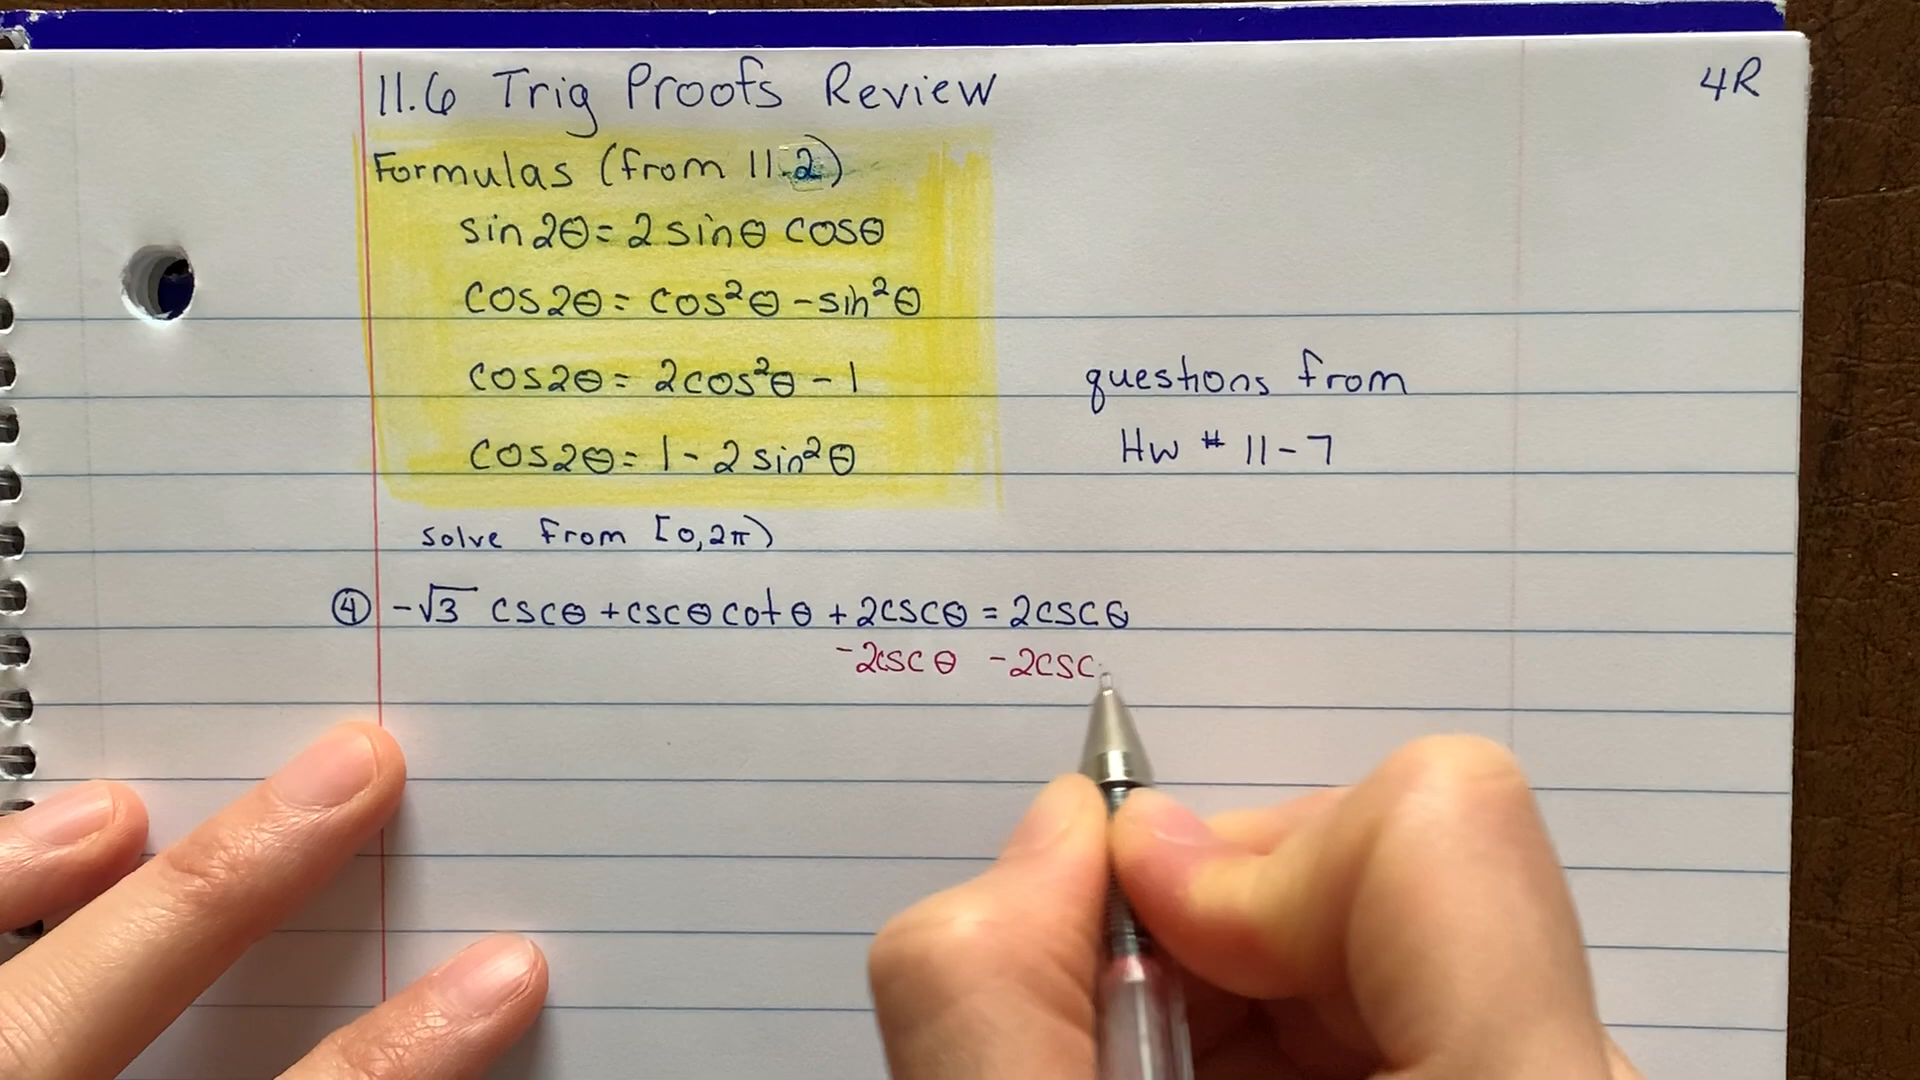 11.6 Trig Proofs Review
4R
Formulas (from 11.2)
sin2θ = 2sinθ cosθ
cos2θ = cos²θ - sin²θ
cos2θ = 2cos²θ - 1
cos2θ = 1 - 2sin²θ
questions from
HW # 11-7
solve from [0,2π)
④ -√3 cscθ + cscθ cotθ + 2cscθ = 2cscθ
-2cscθ -2csc